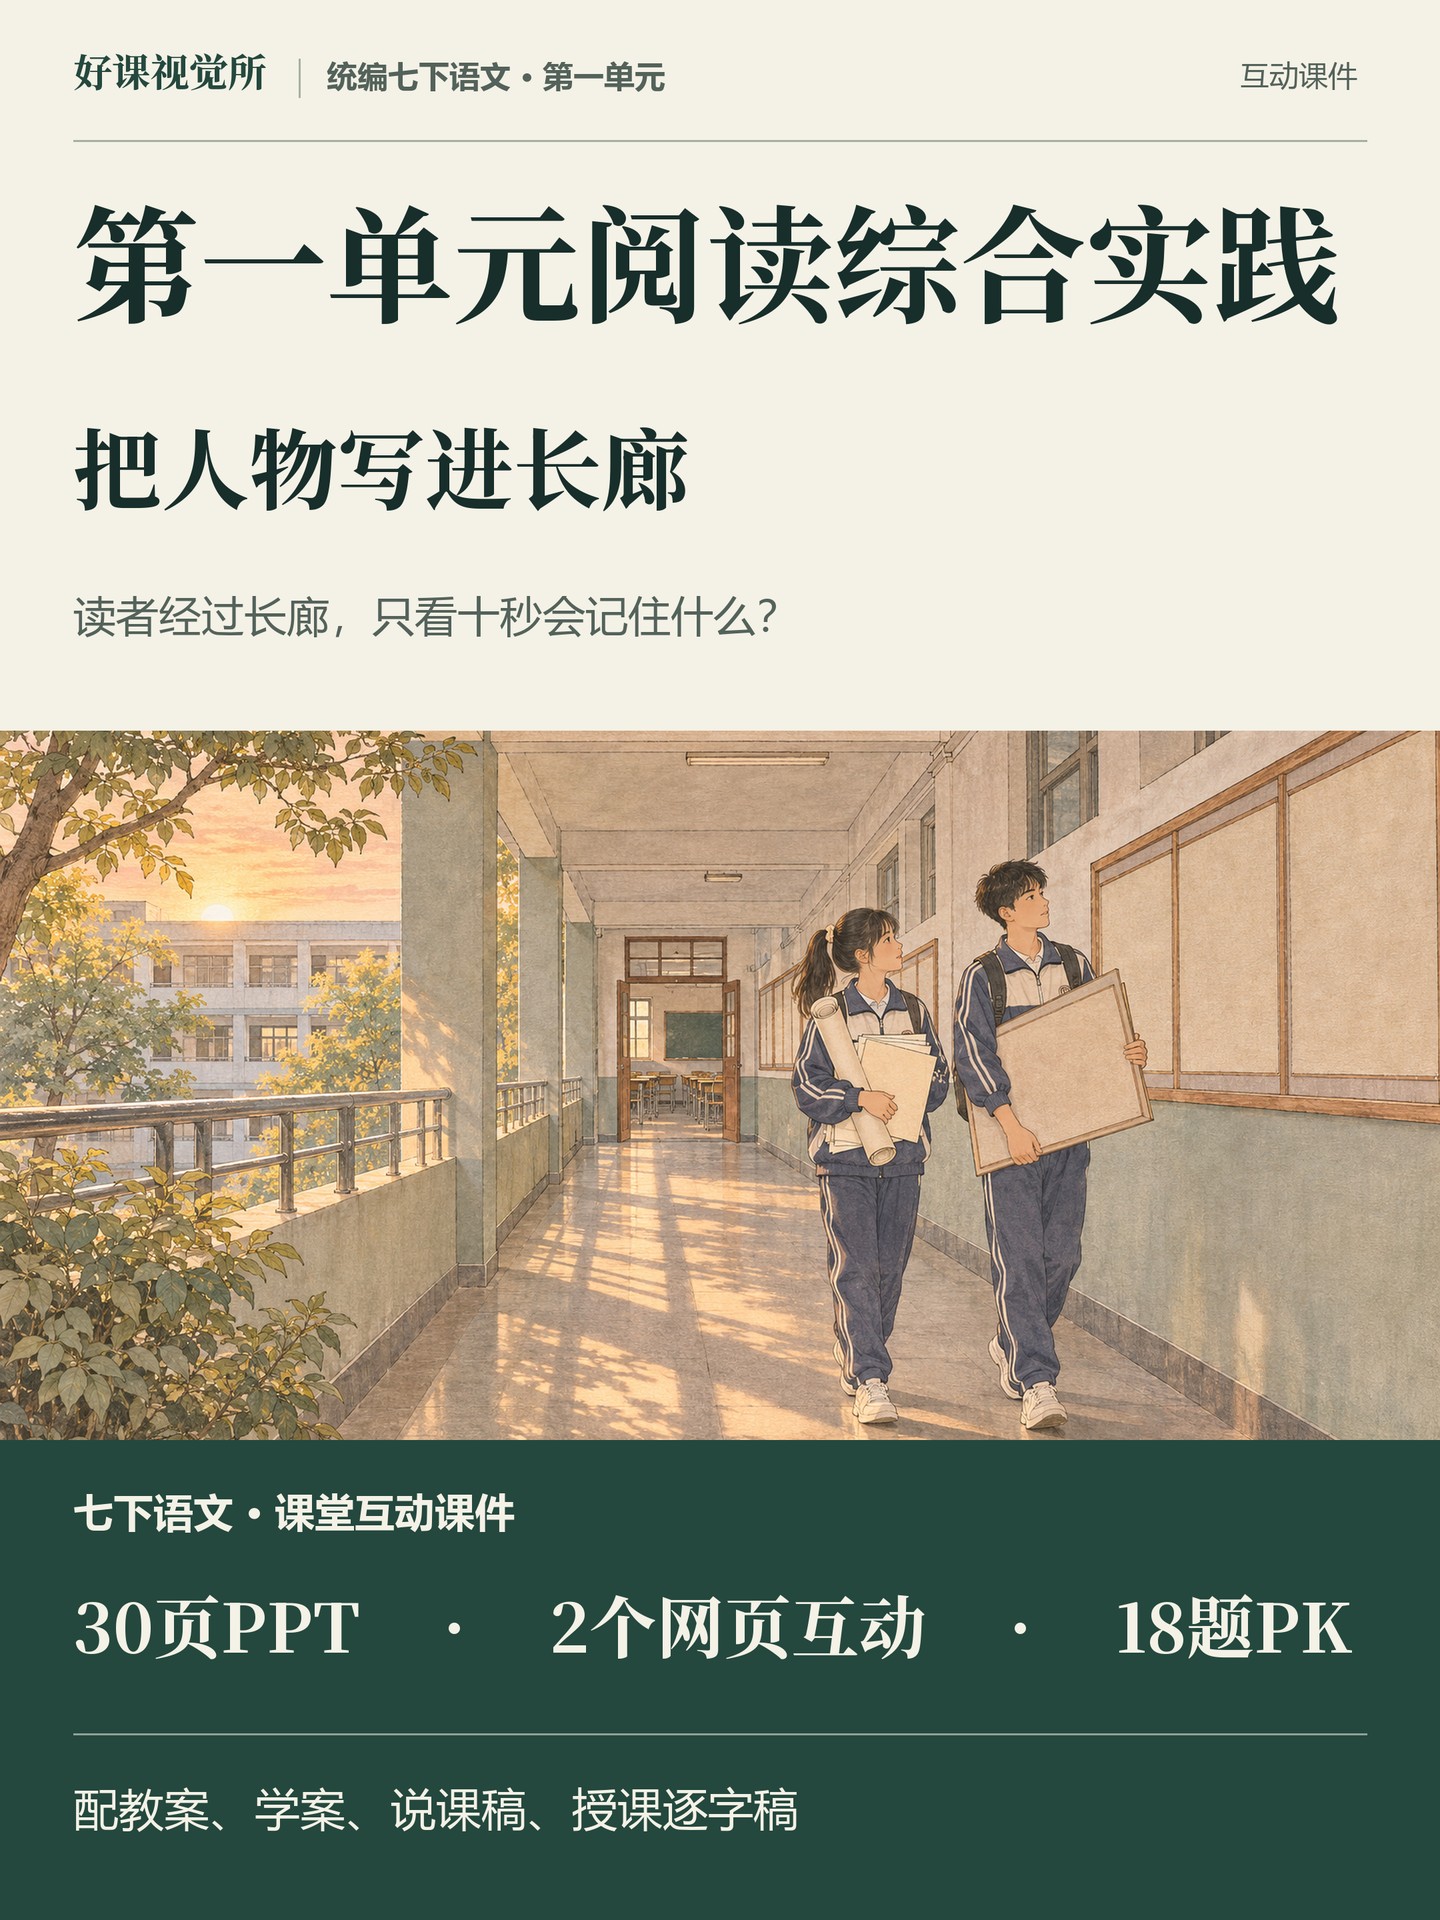 好课视觉所
统编七下语文·第一单元
互动课件
第一单元阅读综合实践
把人物写进长廊
读者经过长廊，只看十秒会记住什么？
七下语文·课堂互动课件
30页PPT · 2个网页互动 · 18题PK
配教案、学案、说课稿、授课逐字稿